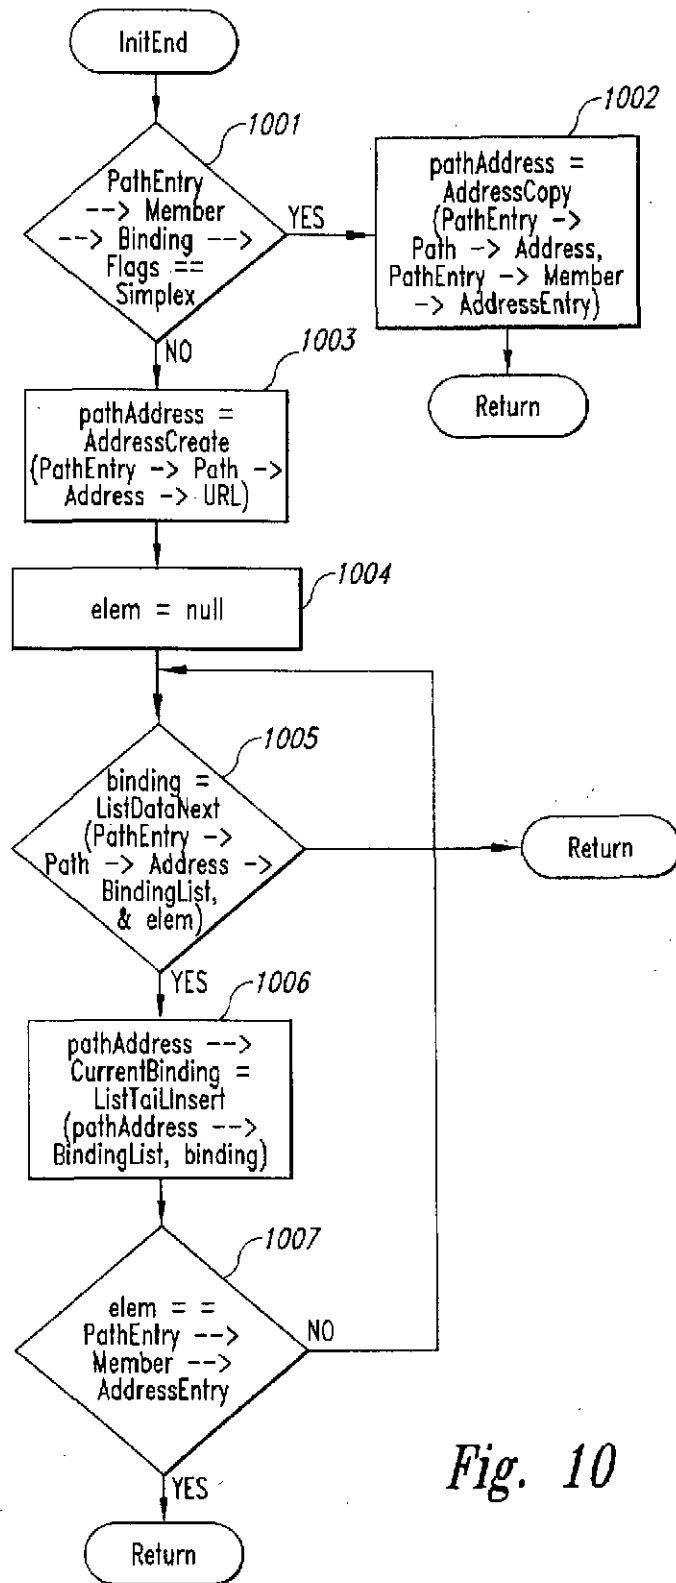 InitEnd
1001
PathEntry
--> Member
--> Binding -->
Flags ==
Simplex
YES
NO
1002
pathAddress =
AddressCopy
(PathEntry ->
Path -> Address,
PathEntry -> Member
-> AddressEntry)
Return
1003
pathAddress =
AddressCreate
(PathEntry -> Path ->
Address -> URL)
1004
elem = null
1005
binding =
ListDataNext
(PathEntry ->
Path -> Address ->
BindingList,
& elem)
Return
YES
1006
pathAddress -->
CurrentBinding =
ListTailInsert
(pathAddress -->
BindingList, binding)
1007
elem = =
PathEntry -->
Member -->
AddressEntry
NO
YES
Return
Fig. 10